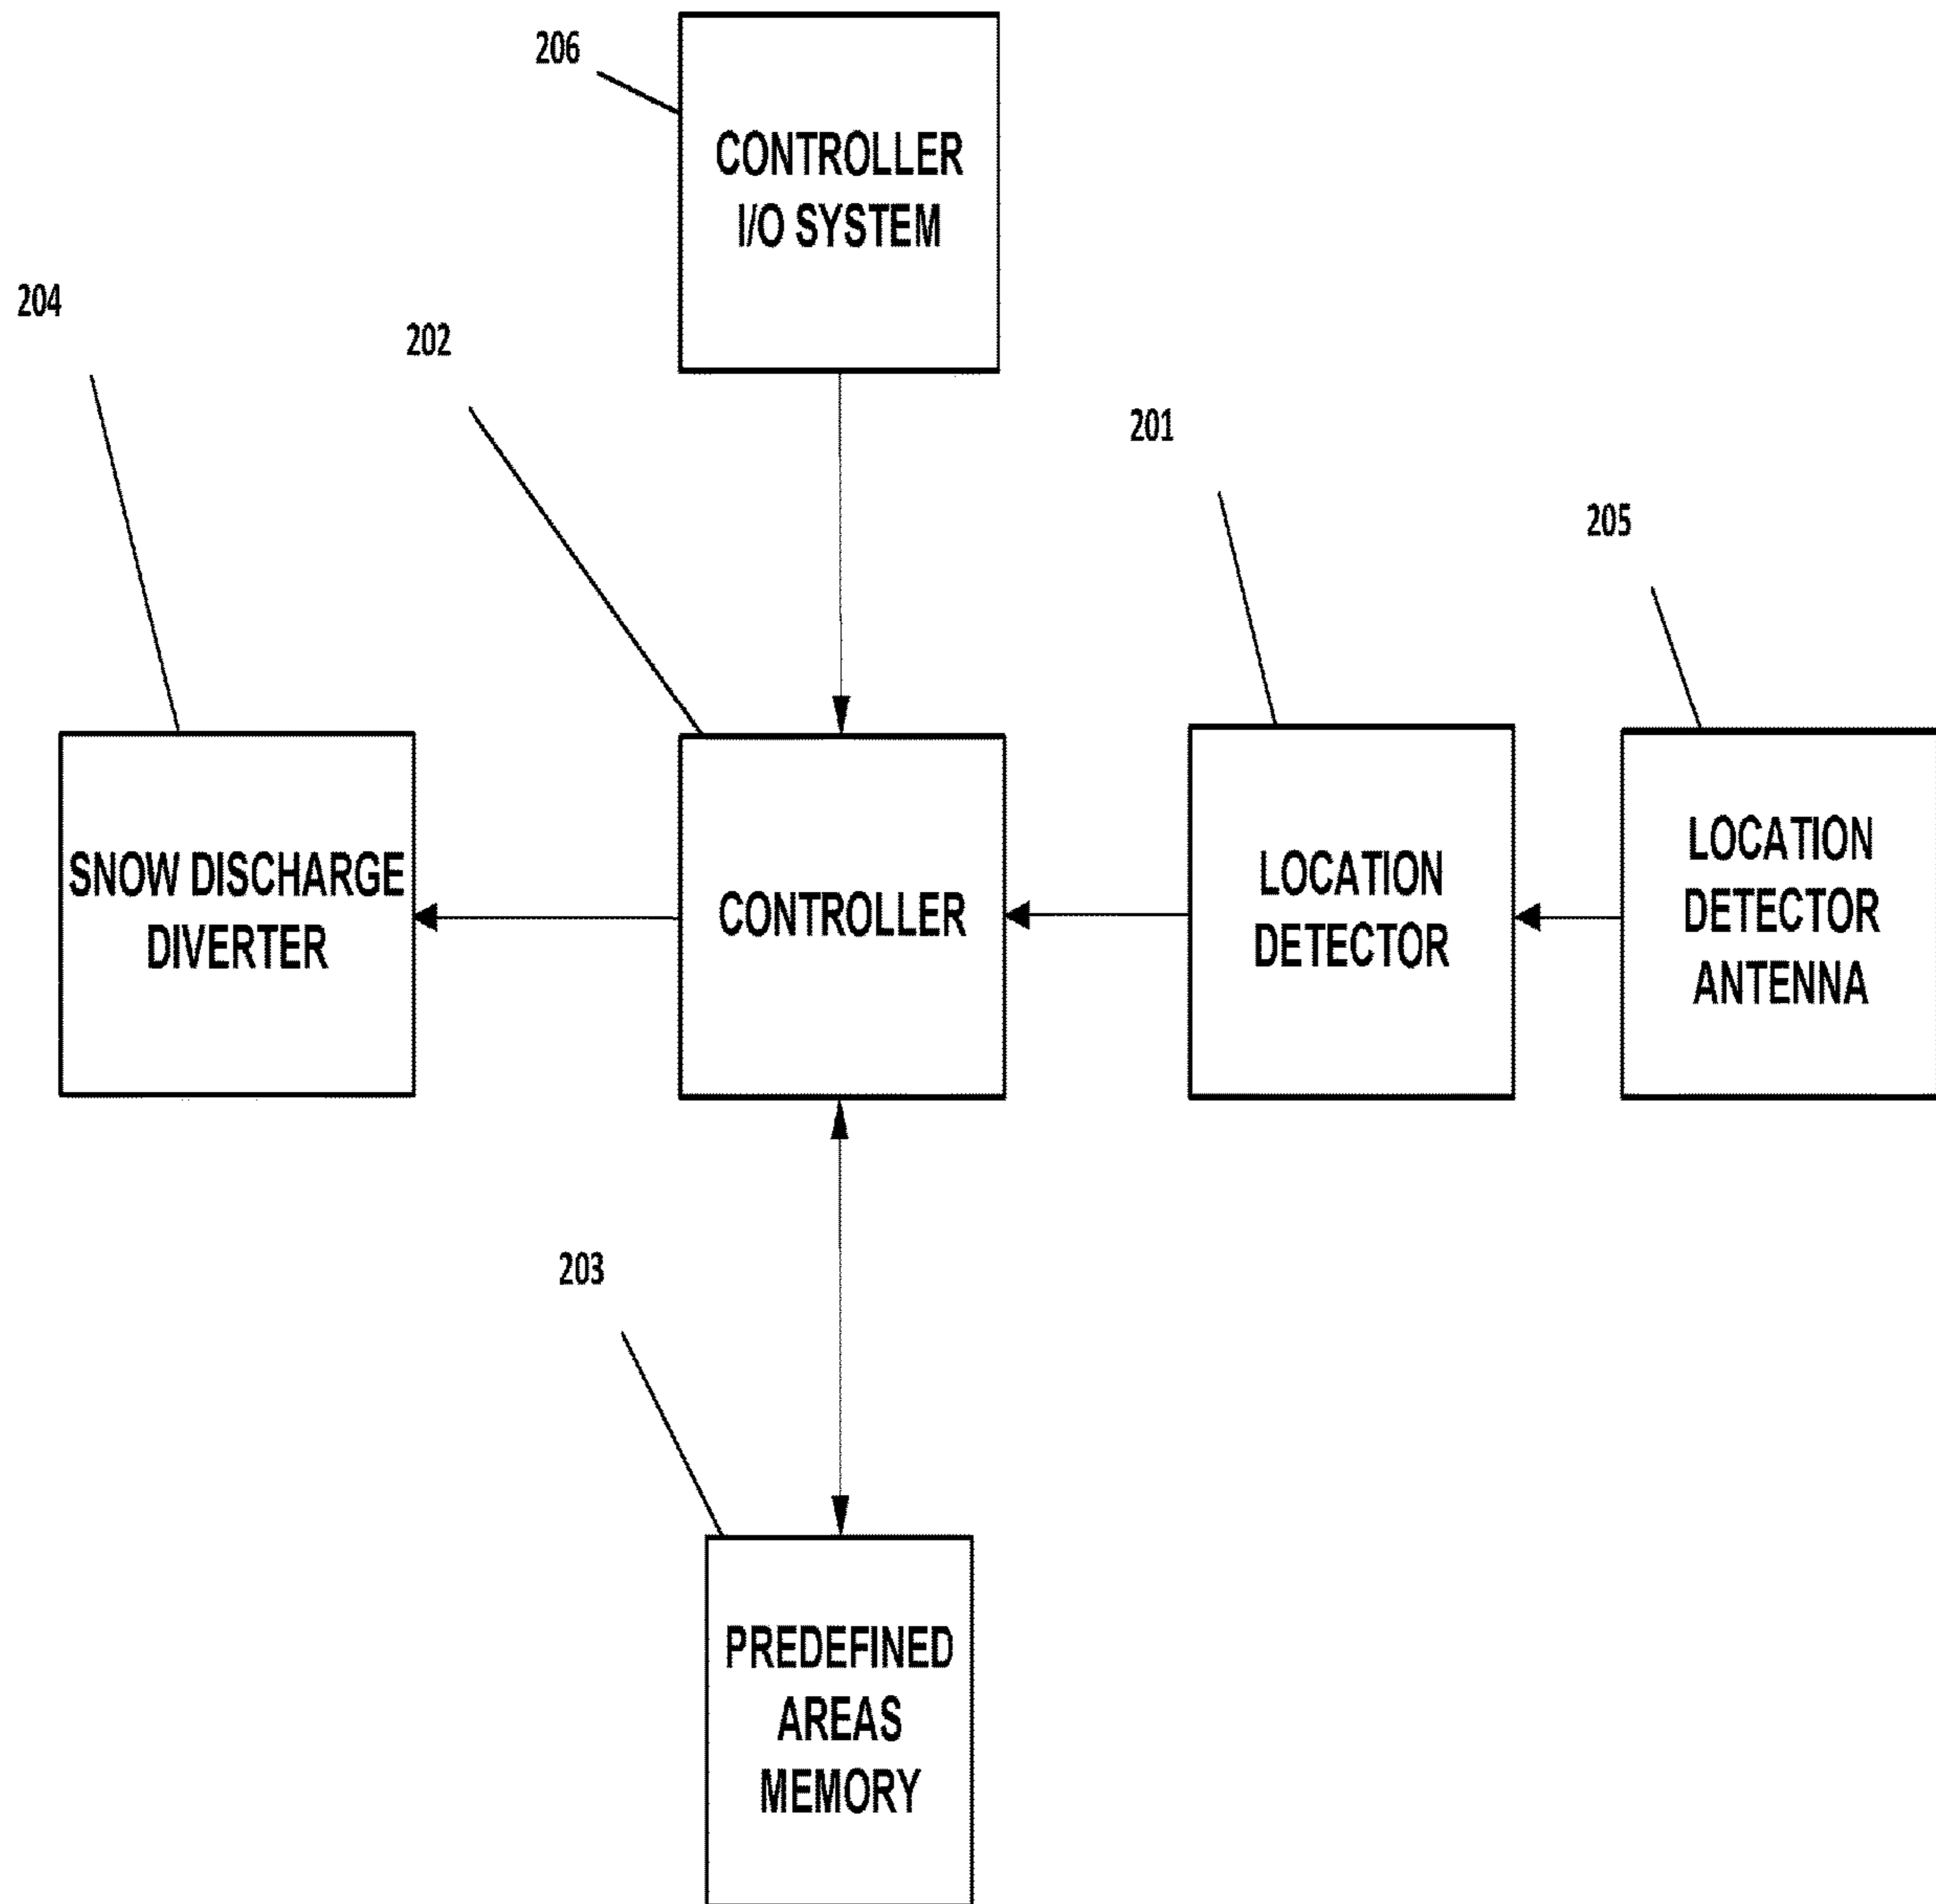 206
CONTROLLER
I/O SYSTEM
204
202
201
205
SNOW DISCHARGE
DIVERTER
CONTROLLER
LOCATION
DETECTOR
LOCATION
DETECTOR
ANTENNA
203
PREDEFINED
AREAS
MEMORY